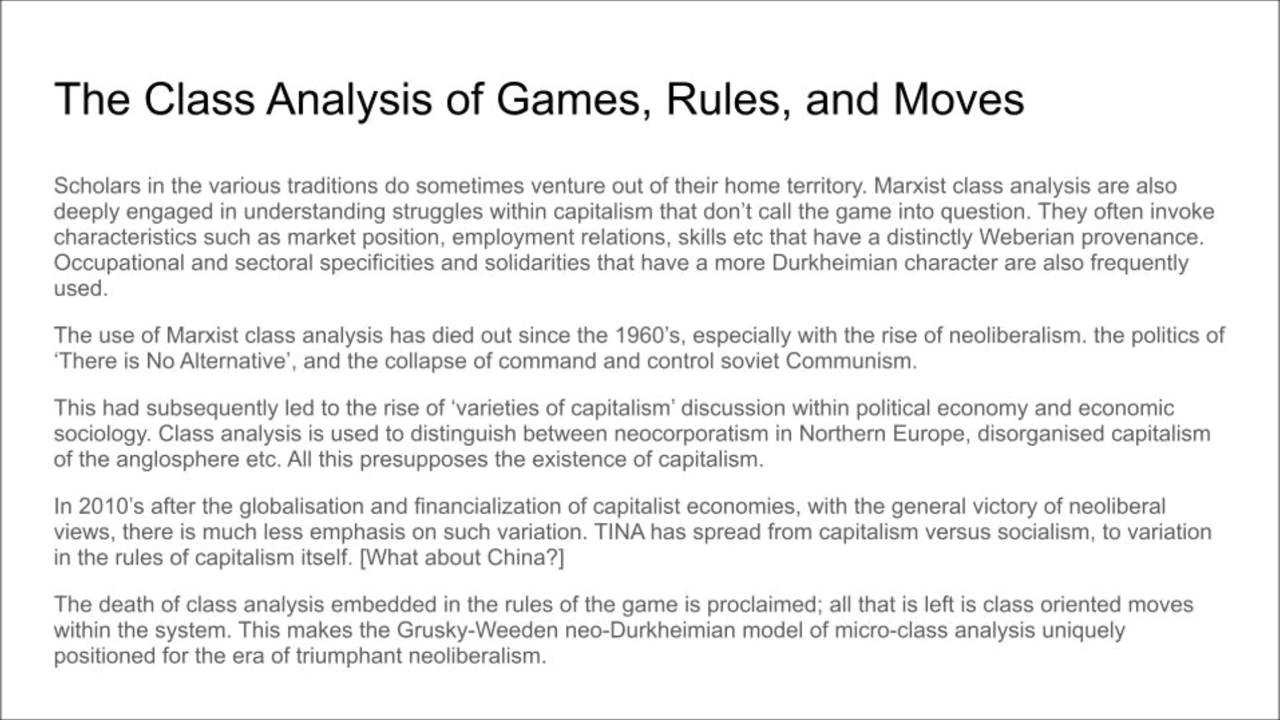 The Class Analysis of Games, Rules, and Moves
Scholars in the various traditions do sometimes venture out of their home territory. Marxist class analysis are also
deeply engaged in understanding struggles within capitalism that don’t call the game into question. They often invoke
characteristics such as market position, employment relations, skills etc that have a distinctly Weberian provenance.
Occupational and sectoral specificities and solidarities that have a more Durkheimian character are also frequently
used.
The use of Marxist class analysis has died out since the 1960’s, especially with the rise of neoliberalism. the politics of
‘There is No Alternative’, and the collapse of command and control soviet Communism.
This had subsequently led to the rise of ‘varieties of capitalism’ discussion within political economy and economic
sociology. Class analysis is used to distinguish between neocorporatism in Northern Europe, disorganised capitalism
of the anglosphere etc. All this presupposes the existence of capitalism.
In 2010’s after the globalisation and financialization of capitalist economies, with the general victory of neoliberal
views, there is much less emphasis on such variation. TINA has spread from capitalism versus socialism, to variation
in the rules of capitalism itself. [What about China?]
The death of class analysis embedded in the rules of the game is proclaimed; all that is left is class oriented moves
within the system. This makes the Grusky-Weeden neo-Durkheimian model of micro-class analysis uniquely
positioned for the era of triumphant neoliberalism.